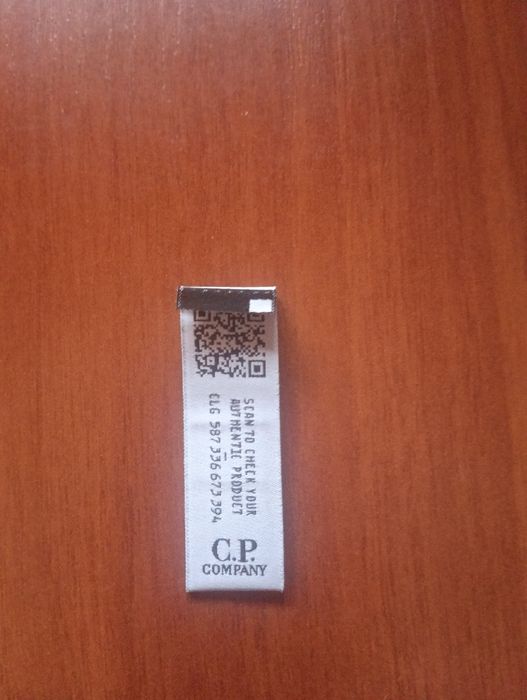 SCAN TO CHECK YOUR
AUTHENTIC PRODUCT
CLG 587 336 673 394
C.P.
COMPANY